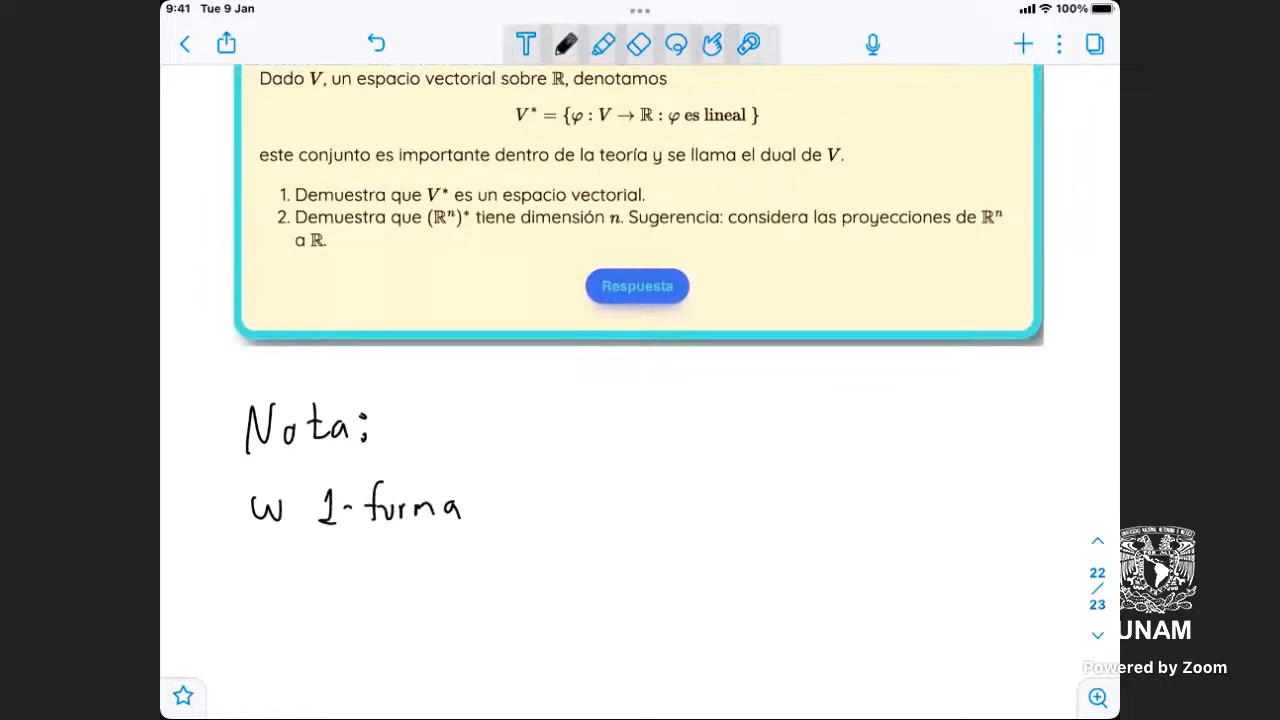 9:41 Tue 9 Jan
100%
Dado V, un espacio vectorial sobre ℝ, denotamos
V* = {φ : V → ℝ : φ es lineal }
este conjunto es importante dentro de la teoría y se llama el dual de V.
1. Demuestra que V* es un espacio vectorial.
2. Demuestra que (ℝⁿ)* tiene dimensión n. Sugerencia: considera las proyecciones de ℝⁿ
a ℝ.
Respuesta
Nota:
w 1-forma
22
/
23
UNAM
Powered by Zoom